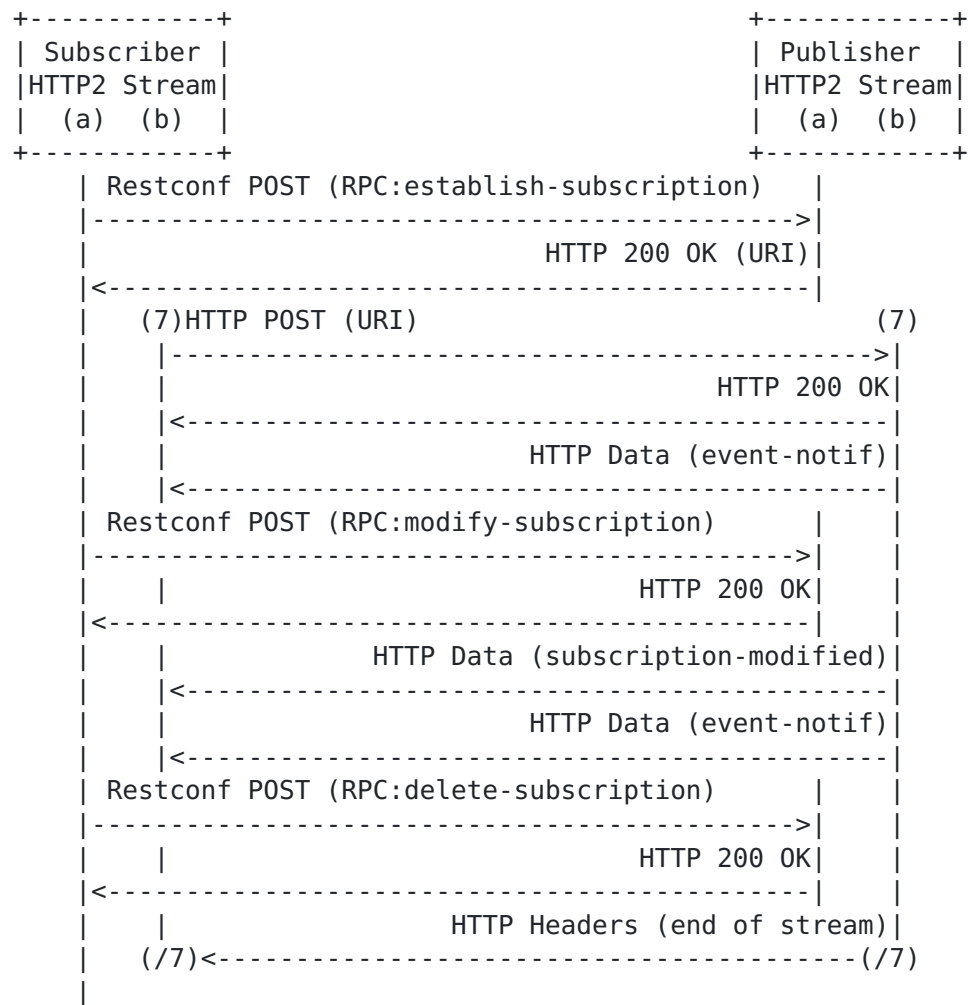 +------------+                                  +------------+
| Subscriber |                                  | Publisher  |
|HTTP2 Stream|                                  |HTTP2 Stream|
|  (a)  (b)  |                                  |  (a)  (b)  |
+------------+                                  +------------+
    | Restconf POST (RPC:establish-subscription)   |
    |--------------------------------------------->|
    |                             HTTP 200 OK (URI)|
    |<---------------------------------------------|
    |   (7)HTTP POST (URI)                             (7)
    |    |--------------------------------------------->|
    |    |                                   HTTP 200 OK|
    |    |<---------------------------------------------|
    |    |                       HTTP Data (event-notif)|
    |    |<---------------------------------------------|
    | Restconf POST (RPC:modify-subscription)      |    |
    |--------------------------------------------->|    |
    |    |                              HTTP 200 OK|    |
    |<---------------------------------------------|    |
    |    |             HTTP Data (subscription-modified)|
    |    |<---------------------------------------------|
    |    |                       HTTP Data (event-notif)|
    |    |<---------------------------------------------|
    | Restconf POST (RPC:delete-subscription)      |    |
    |--------------------------------------------->|    |
    |    |                              HTTP 200 OK|    |
    |<---------------------------------------------|    |
    |    |                  HTTP Headers (end of stream)|
    |   (/7)<-----------------------------------------(/7)
    |